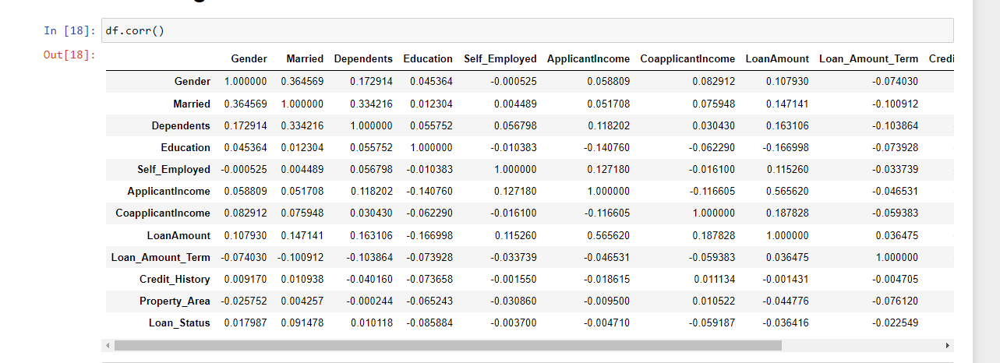 In [18]: df.corr()
Out[18]:
Gender Married Dependents Education Self_Employed ApplicantIncome CoapplicantIncome LoanAmount Loan_Amount_Term Credi
Gender 1.000000 0.364569 0.172914 0.045364 -0.000525 0.058809 0.082912 0.107930 -0.074030
Married 0.364569 1.000000 0.334216 0.012304 0.004489 0.051708 0.075948 0.147141 -0.100912
Dependents 0.172914 0.334216 1.000000 0.055752 0.056798 0.118202 0.030430 0.163106 -0.103864
Education 0.045364 0.012304 0.055752 1.000000 -0.010383 -0.140760 -0.062290 -0.166998 -0.073928
Self_Employed -0.000525 0.004489 0.056798 -0.010383 1.000000 0.127180 -0.016100 0.115260 -0.033739
ApplicantIncome 0.058809 0.051708 0.118202 -0.140760 0.127180 1.000000 -0.116605 0.565620 -0.046531
CoapplicantIncome 0.082912 0.075948 0.030430 -0.062290 -0.016100 -0.116605 1.000000 0.187828 -0.059383
LoanAmount 0.107930 0.147141 0.163106 -0.166998 0.115260 0.565620 0.187828 1.000000 0.036475
Loan_Amount_Term -0.074030 -0.100912 -0.103864 -0.073928 -0.033739 -0.046531 -0.059383 0.036475 1.000000
Credit_History 0.009170 0.010938 -0.040160 -0.073658 -0.001550 -0.018615 0.011134 -0.001431 -0.004705
Property_Area -0.025752 0.004257 -0.000244 -0.065243 -0.030860 -0.009500 0.010522 -0.044776 -0.076120
Loan_Status 0.017987 0.091478 0.010118 -0.085884 -0.003700 -0.004710 -0.059187 -0.036416 -0.022549